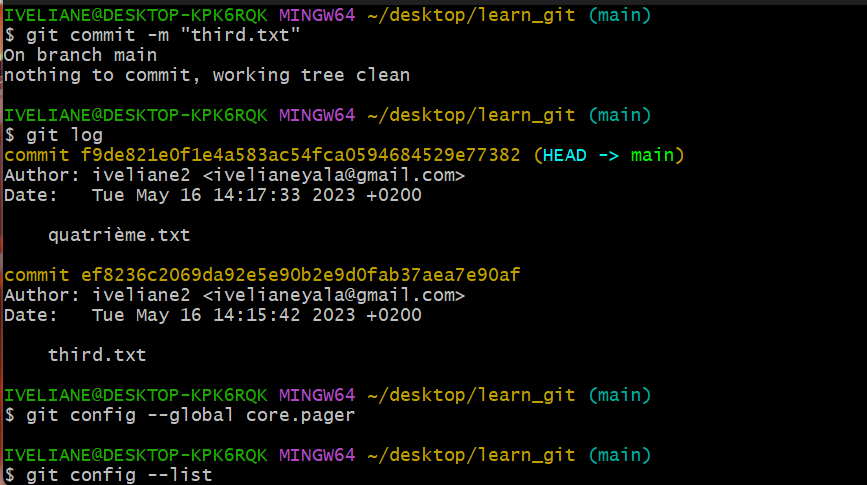 IVELIANE@DESKTOP-KPK6RQK MINGW64 ~/desktop/learn_git (main)
$ git commit -m "third.txt"
On branch main
nothing to commit, working tree clean
IVELIANE@DESKTOP-KPK6RQK MINGW64 ~/desktop/learn_git (main)
$ git log
commit f9de821e0f1e4a583ac54fca0594684529e77382 (HEAD -> main)
Author: iveliane2 <ivelianeyala@gmail.com>
Date:   Tue May 16 14:17:33 2023 +0200
quatrième.txt
commit ef8236c2069da92e5e90b2e9d0fab37aea7e90af
Author: iveliane2 <ivelianeyala@gmail.com>
Date:   Tue May 16 14:15:42 2023 +0200
third.txt
IVELIANE@DESKTOP-KPK6RQK MINGW64 ~/desktop/learn_git (main)
$ git config --global core.pager
IVELIANE@DESKTOP-KPK6RQK MINGW64 ~/desktop/learn_git (main)
$ git config --list